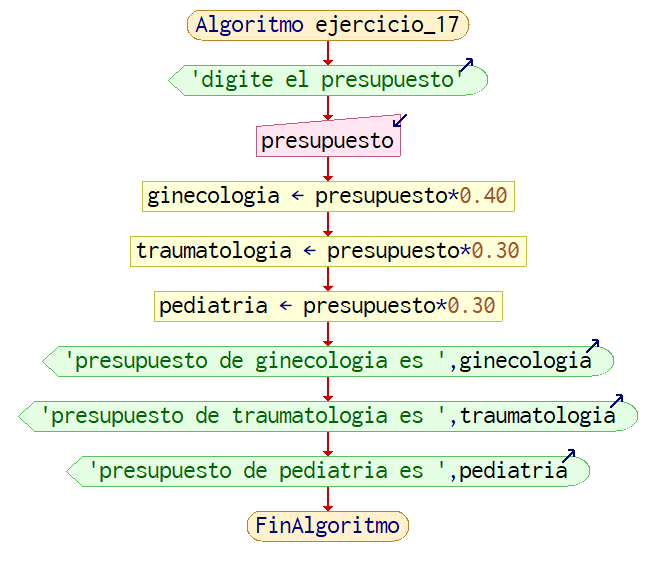 Algoritmo ejercicio_17
'digite el presupuesto'
presupuesto
ginecologia ← presupuesto*0.40
traumatologia ← presupuesto*0.30
pediatria ← presupuesto*0.30
'presupuesto de ginecologia es ',ginecologia
'presupuesto de traumatologia es ',traumatologia
'presupuesto de pediatria es ',pediatria
FinAlgoritmo